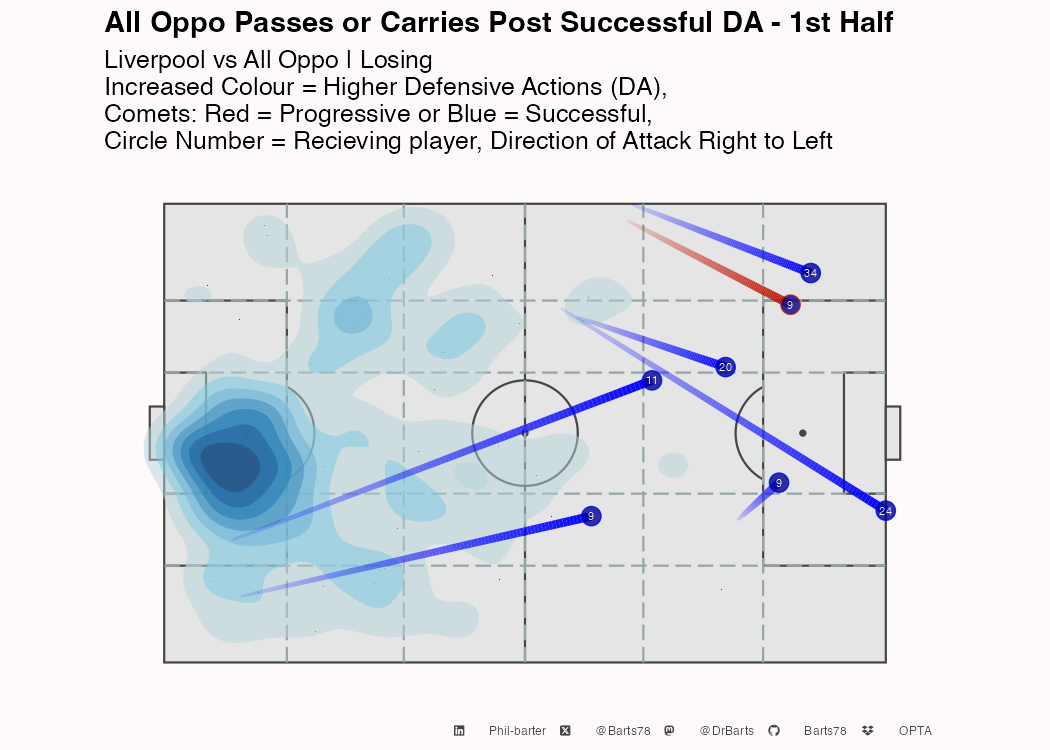 All Oppo Passes or Carries Post Successful DA - 1st Half
Liverpool vs All Oppo | Losing
Increased Colour = Higher Defensive Actions (DA),
Comets: Red = Progressive or Blue = Successful,
Circle Number = Recieving player, Direction of Attack Right to Left
34
9
20
11
9
24
9
Phil-barter @Barts78 @DrBarts Barts78 OPTA